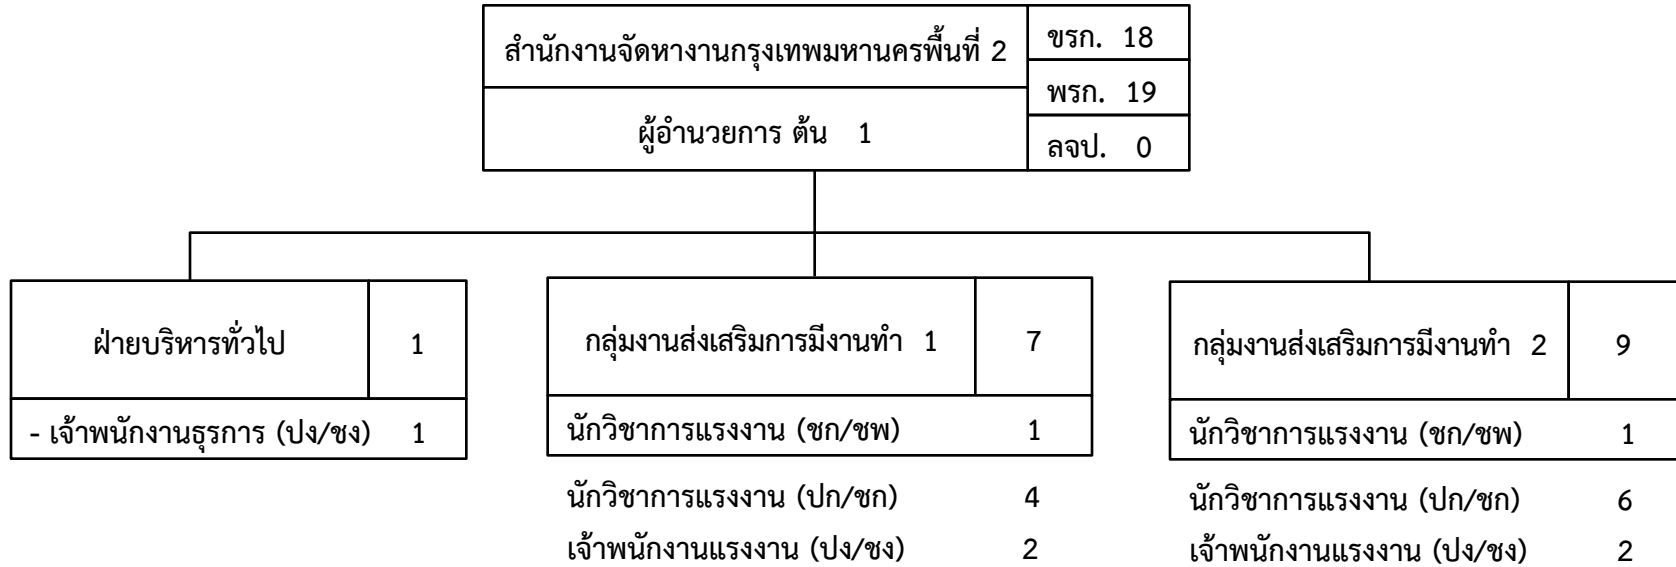 สำนักงานจัดหางานกรุงเทพมหานครพื้นที่ 2
ขรก. 18
พรก. 19
ผู้อำนวยการ ต้น 1
ลจป. 0
ฝ่ายบริหารทั่วไป 1
- เจ้าพนักงานธุรการ (ปง/ชง) 1
กลุ่มงานส่งเสริมการมีงานทำ 1 7
นักวิชาการแรงงาน (ชก/ชพ) 1
นักวิชาการแรงงาน (ปก/ชก) 4
เจ้าพนักงานแรงงาน (ปง/ชง) 2
กลุ่มงานส่งเสริมการมีงานทำ 2 9
นักวิชาการแรงงาน (ชก/ชพ) 1
นักวิชาการแรงงาน (ปก/ชก) 6
เจ้าพนักงานแรงงาน (ปง/ชง) 2